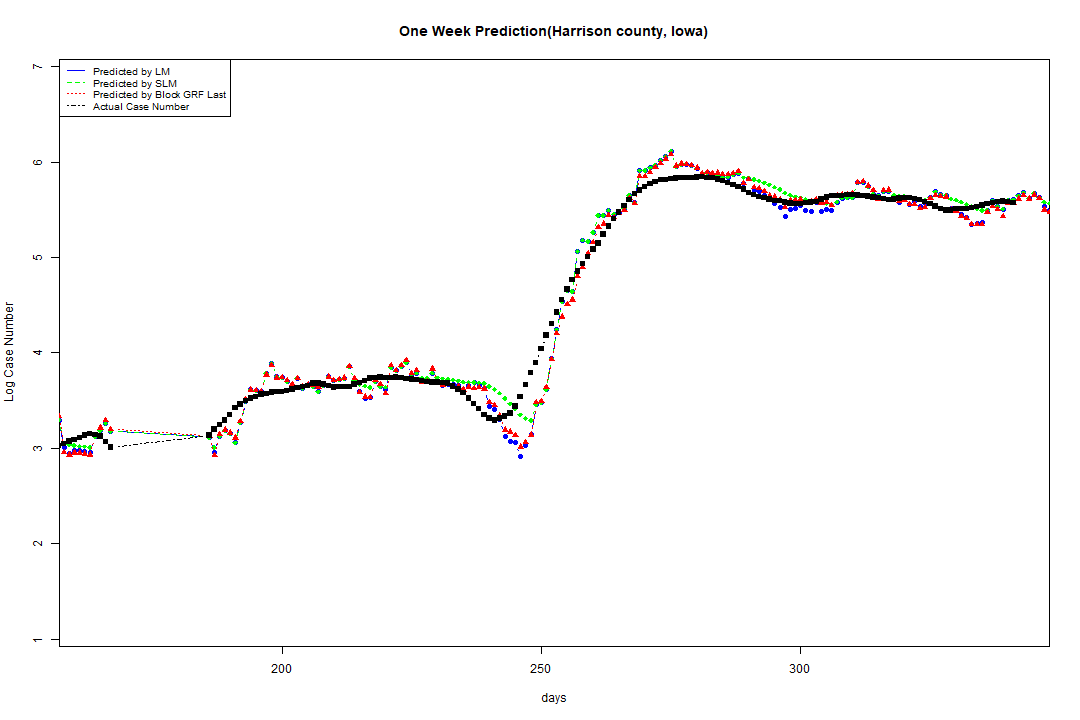 One Week Prediction(Harrison county, Iowa)
Predicted by LM
Predicted by SLM
Predicted by Block GRF Last
Actual Case Number
7
6
5
4
3
2
1
Log Case Number
200 250 300
days